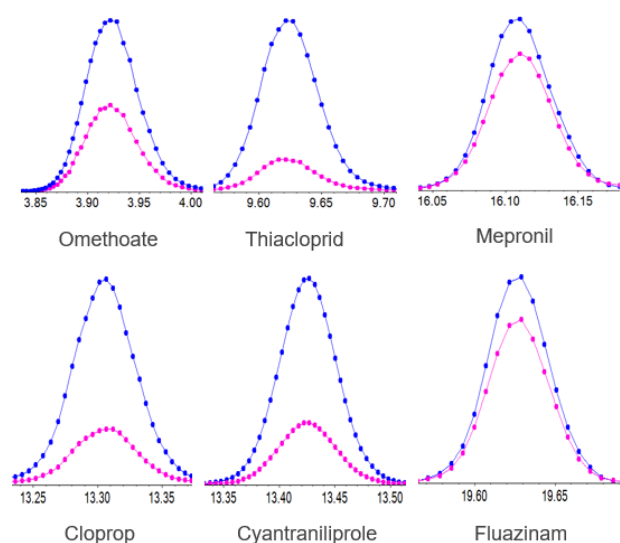 3.85 3.90 3.95 4.00
9.60 9.65 9.70
16.05 16.10 16.15
Omethoate
Thiacloprid
Mepronil
13.25 13.30 13.35
13.35 13.40 13.45 13.50
19.60 19.65
Cloprop
Cyantraniliprole
Fluazinam